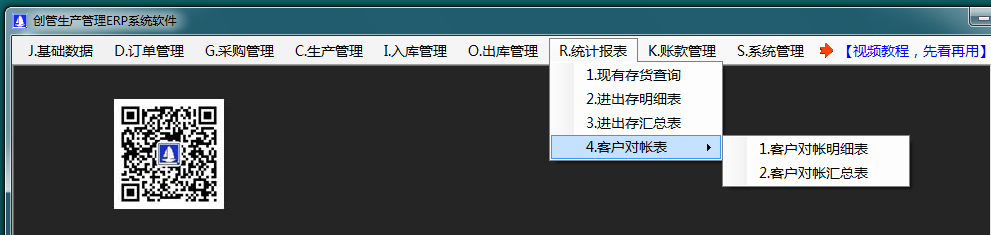 创管生产管理ERP系统软件
J.基础数据 D.订单管理 G.采购管理 C.生产管理 I.入库管理 O.出库管理 R.统计报表 K.账款管理 S.系统管理 【视频教程，先看再用】
1.现有存货查询
2.进出存明细表
3.进出存汇总表
4.客户对帐表
1.客户对帐明细表
2.客户对帐汇总表